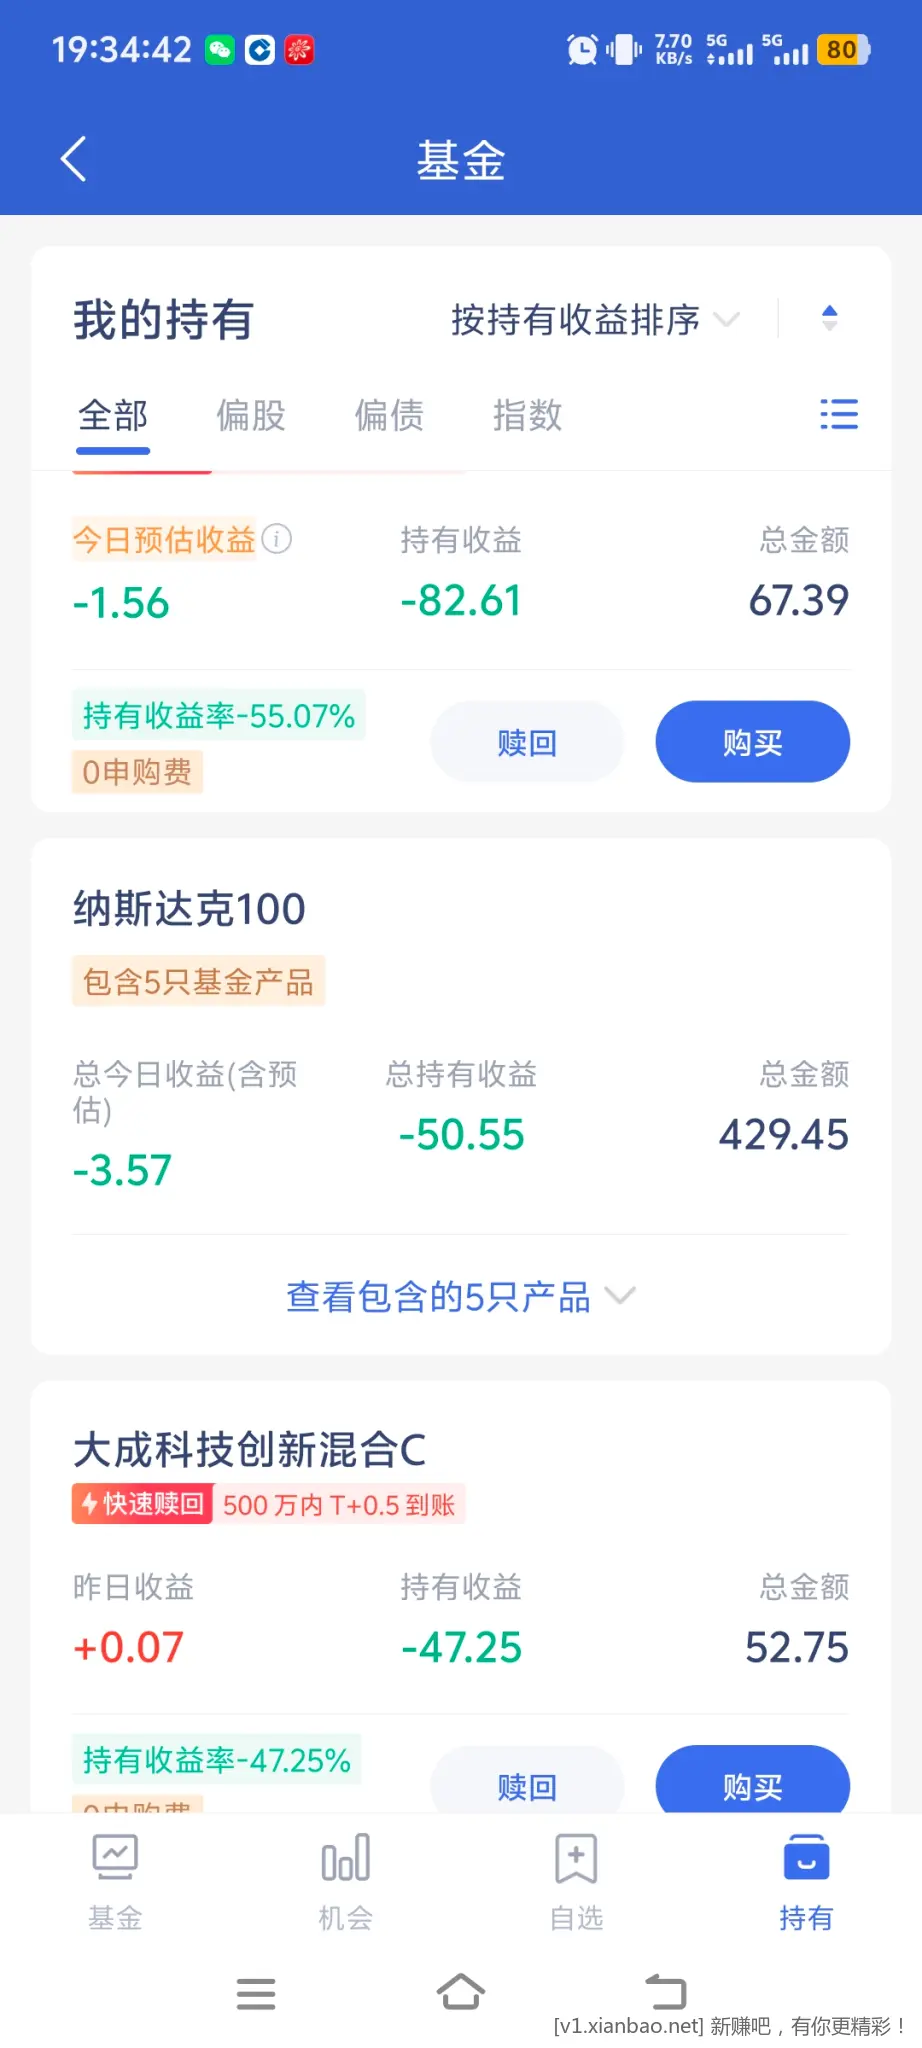 19:34:42 7.70 KB/s 5G 5G 80
基金
我的持有 按持有收益排序
全部 偏股 偏债 指数
今日预估收益 持有收益 总金额
-1.56 -82.61 67.39
持有收益率-55.07%
0申购费
赎回 购买
纳斯达克100
包含5只基金产品
总今日收益(含预估) 总持有收益 总金额
-3.57 -50.55 429.45
查看包含的5只产品
大成科技创新混合C
快速赎回 500万内T+0.5到账
昨日收益 持有收益 总金额
+0.07 -47.25 52.75
持有收益率-47.25%
0申购费
赎回 购买
基金 机会 自选 持有
[v1.xianbao.net] 新赚吧，有你更精彩！